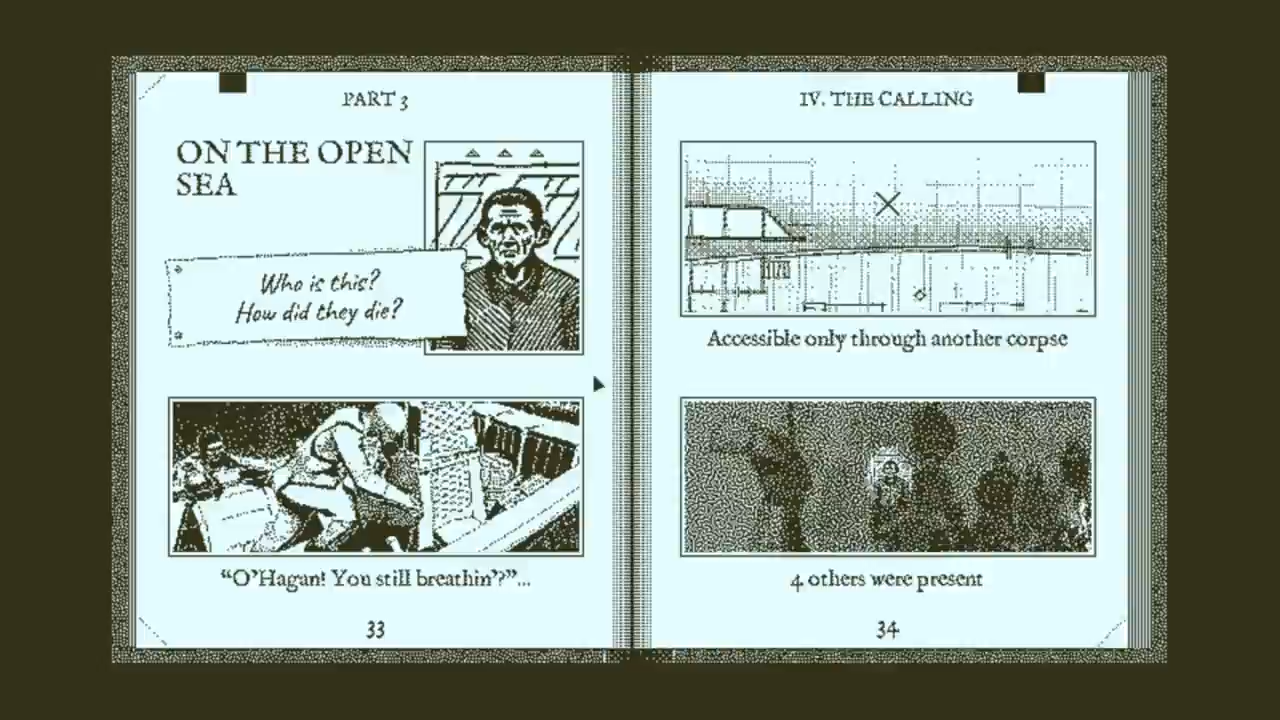 PART 3
ON THE OPEN
SEA
Who is this?
How did they die?
"O'Hagan! You still breathin'?"...
33
IV. THE CALLING
Accessible only through another corpse
4 others were present
34